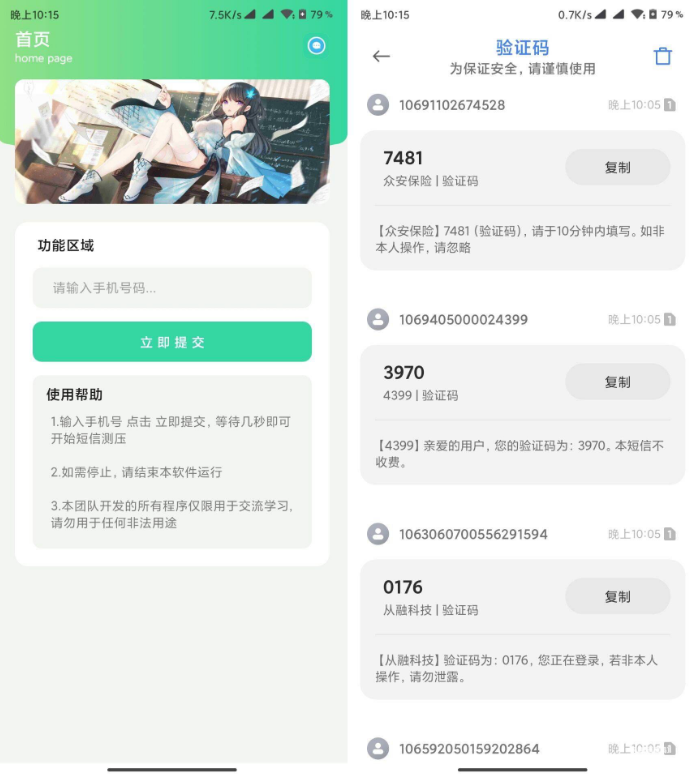 晚上10:15
7.5K/s
79%
首页
home page
功能区域
请输入手机号码...
立即提交
使用帮助
1.输入手机号 点击 立即提交，等待几秒即可
开始短信测压
2.如需停止，请结束本软件运行
3.本团队开发的所有程序仅限用于交流学习，
请勿用于任何非法用途
晚上10:15
0.7K/s
79%
验证码
为保证安全，请谨慎使用
10691102674528
晚上10:05 1
7481
复制
众安保险 | 验证码
【众安保险】7481（验证码），请于10分钟内填写。如非
本人操作，请忽略
1069405000024399
晚上10:05 1
3970
复制
4399 | 验证码
【4399】亲爱的用户，您的验证码为：3970。本短信不
收费。
1063060700556291594
晚上10:05 1
0176
复制
从融科技 | 验证码
【从融科技】验证码为：0176，您正在登录，若非本人
操作，请勿泄露。
106592050159202864
晚上10:05